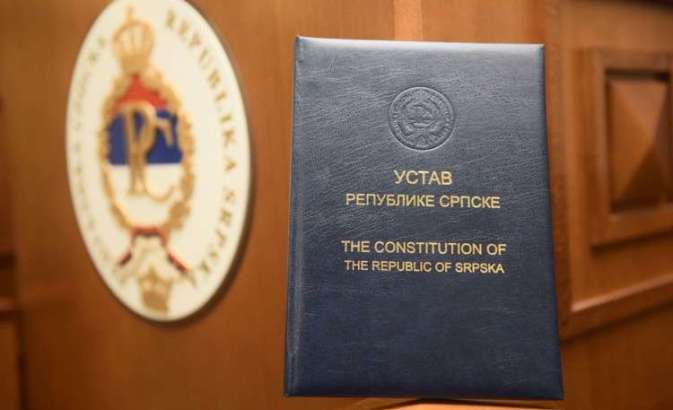 REPUBLIKA SRPSKA
УСТАВ
РЕПУБЛИКЕ СРПСКЕ
THE CONSTITUTION OF
THE REPUBLIC OF SRPSKA